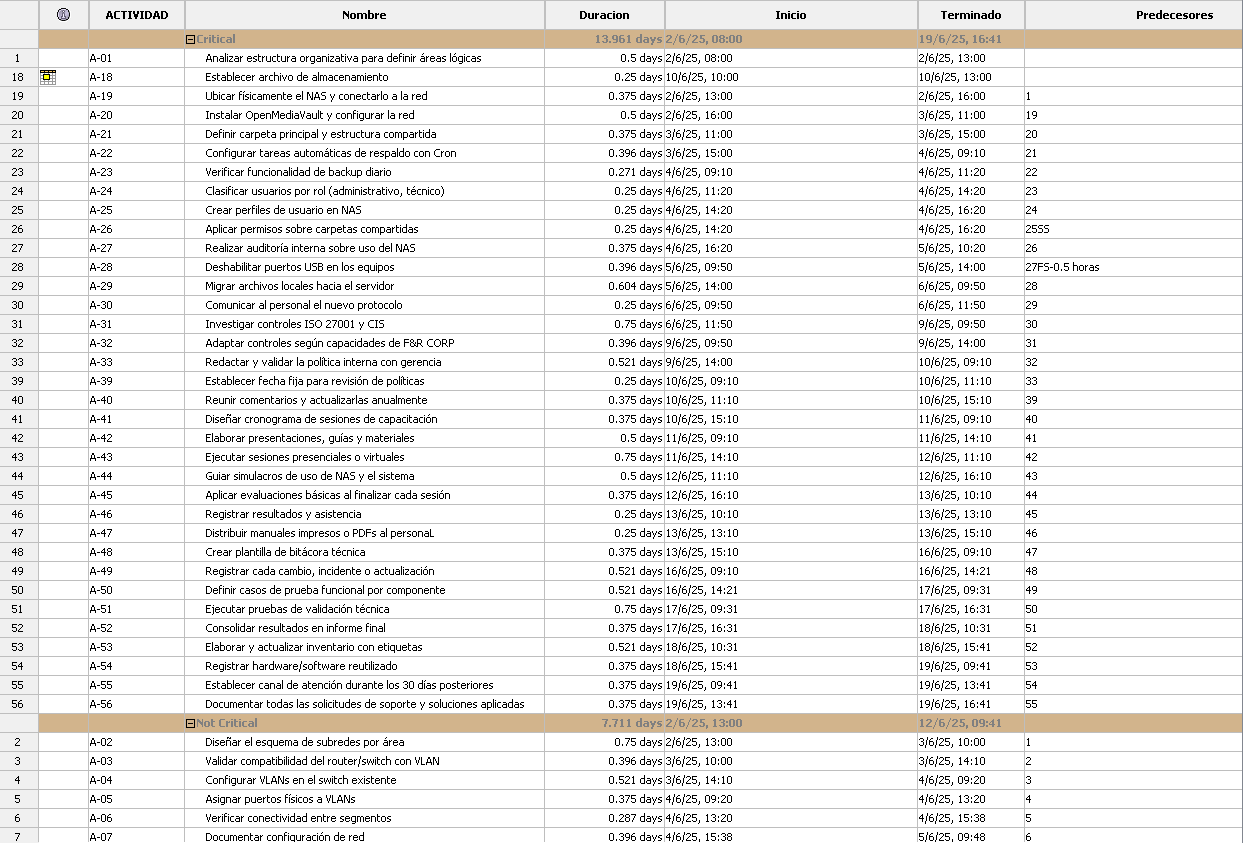 ACTIVIDAD Nombre Duracion Inicio Terminado Predecesores
Critical 13.961 days 2/6/25, 08:00 19/6/25, 16:41
1 A-01 Analizar estructura organizativa para definir áreas lógicas 0.5 days 2/6/25, 08:00 2/6/25, 13:00
18 A-18 Establecer archivo de almacenamiento 0.25 days 10/6/25, 10:00 10/6/25, 13:00
19 A-19 Ubicar físicamente el NAS y conectarlo a la red 0.375 days 2/6/25, 13:00 2/6/25, 16:00 1
20 A-20 Instalar OpenMediaVault y configurar la red 0.5 days 2/6/25, 16:00 3/6/25, 11:00 19
21 A-21 Definir carpeta principal y estructura compartida 0.375 days 3/6/25, 11:00 3/6/25, 15:00 20
22 A-22 Configurar tareas automáticas de respaldo con Cron 0.396 days 3/6/25, 15:00 4/6/25, 09:10 21
23 A-23 Verificar funcionalidad de backup diario 0.271 days 4/6/25, 09:10 4/6/25, 11:20 22
24 A-24 Clasificar usuarios por rol (administrativo, técnico) 0.25 days 4/6/25, 11:20 4/6/25, 14:20 23
25 A-25 Crear perfiles de usuario en NAS 0.25 days 4/6/25, 14:20 4/6/25, 16:20 24
26 A-26 Aplicar permisos sobre carpetas compartidas 0.25 days 4/6/25, 14:20 4/6/25, 16:20 25SS
27 A-27 Realizar auditoría interna sobre uso del NAS 0.375 days 4/6/25, 16:20 5/6/25, 10:20 26
28 A-28 Deshabilitar puertos USB en los equipos 0.396 days 5/6/25, 09:50 5/6/25, 14:00 27FS-0.5 horas
29 A-29 Migrar archivos locales hacia el servidor 0.604 days 5/6/25, 14:00 6/6/25, 09:50 28
30 A-30 Comunicar al personal el nuevo protocolo 0.25 days 6/6/25, 09:50 6/6/25, 11:50 29
31 A-31 Investigar controles ISO 27001 y CIS 0.75 days 6/6/25, 11:50 9/6/25, 09:50 30
32 A-32 Adaptar controles según capacidades de F&R CORP 0.396 days 9/6/25, 09:50 9/6/25, 14:00 31
33 A-33 Redactar y validar la política interna con gerencia 0.521 days 9/6/25, 14:00 10/6/25, 09:10 32
39 A-39 Establecer fecha fija para revisión de políticas 0.25 days 10/6/25, 09:10 10/6/25, 11:10 33
40 A-40 Reunir comentarios y actualizarlas anualmente 0.375 days 10/6/25, 11:10 10/6/25, 15:10 39
41 A-41 Diseñar cronograma de sesiones de capacitación 0.375 days 10/6/25, 15:10 11/6/25, 09:10 40
42 A-42 Elaborar presentaciones, guías y materiales 0.5 days 11/6/25, 09:10 11/6/25, 14:10 41
43 A-43 Ejecutar sesiones presenciales o virtuales 0.75 days 11/6/25, 14:10 12/6/25, 11:10 42
44 A-44 Guiar simulacros de uso de NAS y el sistema 0.5 days 12/6/25, 11:10 12/6/25, 16:10 43
45 A-45 Aplicar evaluaciones básicas al finalizar cada sesión 0.375 days 12/6/25, 16:10 13/6/25, 10:10 44
46 A-46 Registrar resultados y asistencia 0.25 days 13/6/25, 10:10 13/6/25, 13:10 45
47 A-47 Distribuir manuales impresos o PDFs al personaL 0.25 days 13/6/25, 13:10 13/6/25, 15:10 46
48 A-48 Crear plantilla de bitácora técnica 0.375 days 13/6/25, 15:10 16/6/25, 09:10 47
49 A-49 Registrar cada cambio, incidente o actualización 0.521 days 16/6/25, 09:10 16/6/25, 14:21 48
50 A-50 Definir casos de prueba funcional por componente 0.521 days 16/6/25, 14:21 17/6/25, 09:31 49
51 A-51 Ejecutar pruebas de validación técnica 0.75 days 17/6/25, 09:31 17/6/25, 16:31 50
52 A-52 Consolidar resultados en informe final 0.375 days 17/6/25, 16:31 18/6/25, 10:31 51
53 A-53 Elaborar y actualizar inventario con etiquetas 0.521 days 18/6/25, 10:31 18/6/25, 15:41 52
54 A-54 Registrar hardware/software reutilizado 0.375 days 18/6/25, 15:41 19/6/25, 09:41 53
55 A-55 Establecer canal de atención durante los 30 días posteriores 0.375 days 19/6/25, 09:41 19/6/25, 13:41 54
56 A-56 Documentar todas las solicitudes de soporte y soluciones aplicadas 0.375 days 19/6/25, 13:41 19/6/25, 16:41 55
Not Critical 7.711 days 2/6/25, 13:00 12/6/25, 09:41
2 A-02 Diseñar el esquema de subredes por área 0.75 days 2/6/25, 13:00 3/6/25, 10:00 1
3 A-03 Validar compatibilidad del router/switch con VLAN 0.396 days 3/6/25, 10:00 3/6/25, 14:10 2
4 A-04 Configurar VLANs en el switch existente 0.521 days 3/6/25, 14:10 4/6/25, 09:20 3
5 A-05 Asignar puertos físicos a VLANs 0.375 days 4/6/25, 09:20 4/6/25, 13:20 4
6 A-06 Verificar conectividad entre segmentos 0.287 days 4/6/25, 13:20 4/6/25, 15:38 5
7 A-07 Documentar configuración de red 0.396 days 4/6/25, 15:38 5/6/25, 09:48 6